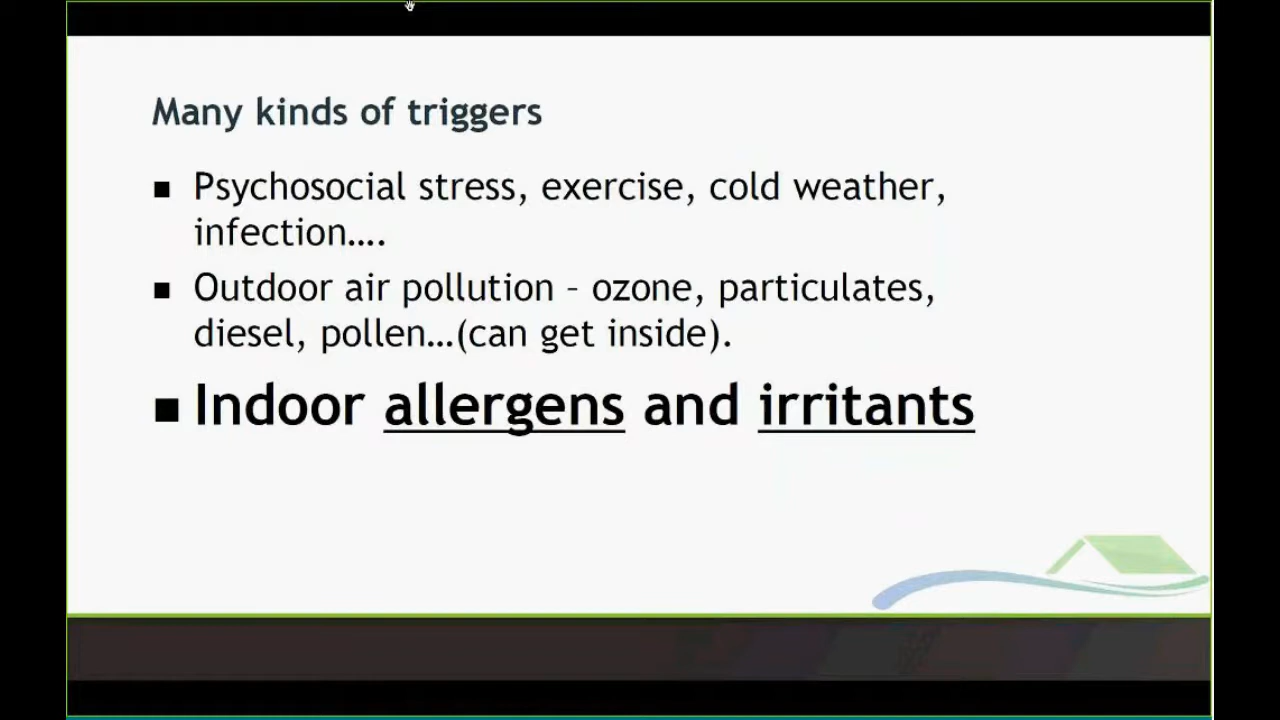 Many kinds of triggers
■ Psychosocial stress, exercise, cold weather,
infection….
■ Outdoor air pollution – ozone, particulates,
diesel, pollen…(can get inside).
■ Indoor allergens and irritants